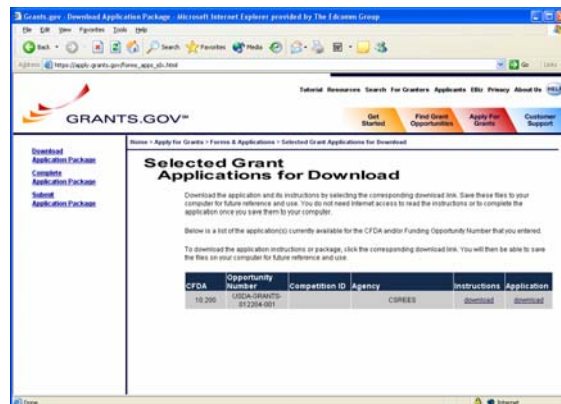 Grants.gov - Download Application Package - Microsoft Internet Explorer provided by The Edcomm Group
File Edit View Favorites Tools Help
Back Search Favorites Media
Address https://apply.grants.gov/forms_apps_idx.html Go Links
Tutorial Resources Search For Grantors Applicants EBiz Privacy About Us HELP
GRANTS.GOV℠
Get Started
Find Grant Opportunities
Apply For Grants
Customer Support
Home > Apply for Grants > Forms & Applications > Selected Grant Applications for Download
Download
Application Package
Complete
Application Package
Submit
Application Package
Selected Grant
Applications for Download
Download the application and its instructions by selecting the corresponding download link. Save these files to your
computer for future reference and use. You do not need Internet access to read the instructions or to complete the
application once you save them to your computer.
Below is a list of the application(s) currently available for the CFDA and/or Funding Opportunity Number that you entered.
To download the application instructions or package, click the corresponding download link. You will then be able to save
the files on your computer for future reference and use.
CFDA Opportunity Number Competition ID Agency Instructions Application
10.200 USDA-GRANTS-012204-001 CSREES download download
Done Internet